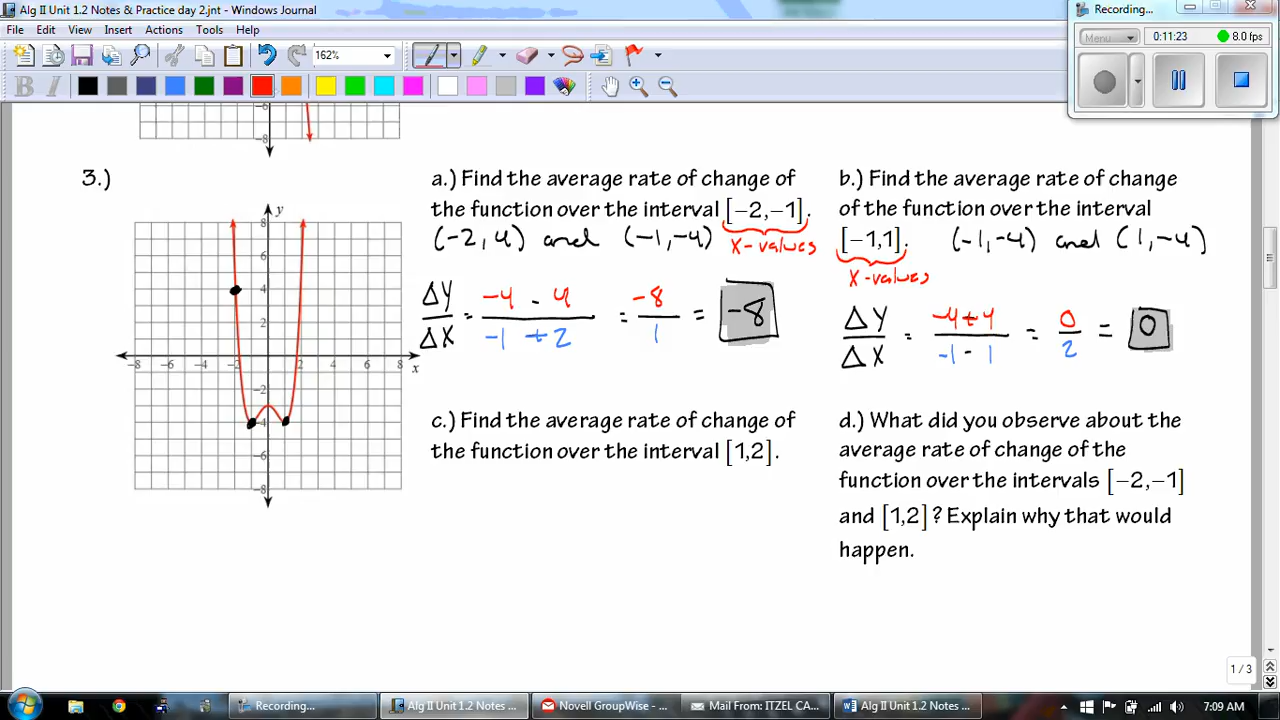 Alg II Unit 1.2 Notes & Practice day 2.jnt - Windows Journal
Recording...
File Edit View Insert Actions Tools Help
Menu
0:11:23
8.0 fps
162%
B I
-6
-8
3.)
a.) Find the average rate of change of
the function over the interval [-2,-1].
(-2, 4) and (-1,-4) x-values
ΔY/ΔX = -4 - 4 / -1 + 2 = -8/1 = -8
b.) Find the average rate of change
of the function over the interval
[-1,1]. (-1,-4) and (1,-4)
x-values
ΔY/ΔX = -4 + 4 / -1 - 1 = 0/2 = 0
y
8
6
4
2
-8 -6 -4 -2 2 4 6 8 x
-2
-4
-6
-8
c.) Find the average rate of change of
the function over the interval [1,2].
d.) What did you observe about the
average rate of change of the
function over the intervals [-2,-1]
and [1,2]? Explain why that would
happen.
1 / 3
Recording...
Alg II Unit 1.2 Notes ...
Novell GroupWise - ...
Mail From: ITZEL CA...
Alg II Unit 1.2 Notes ...
7:09 AM